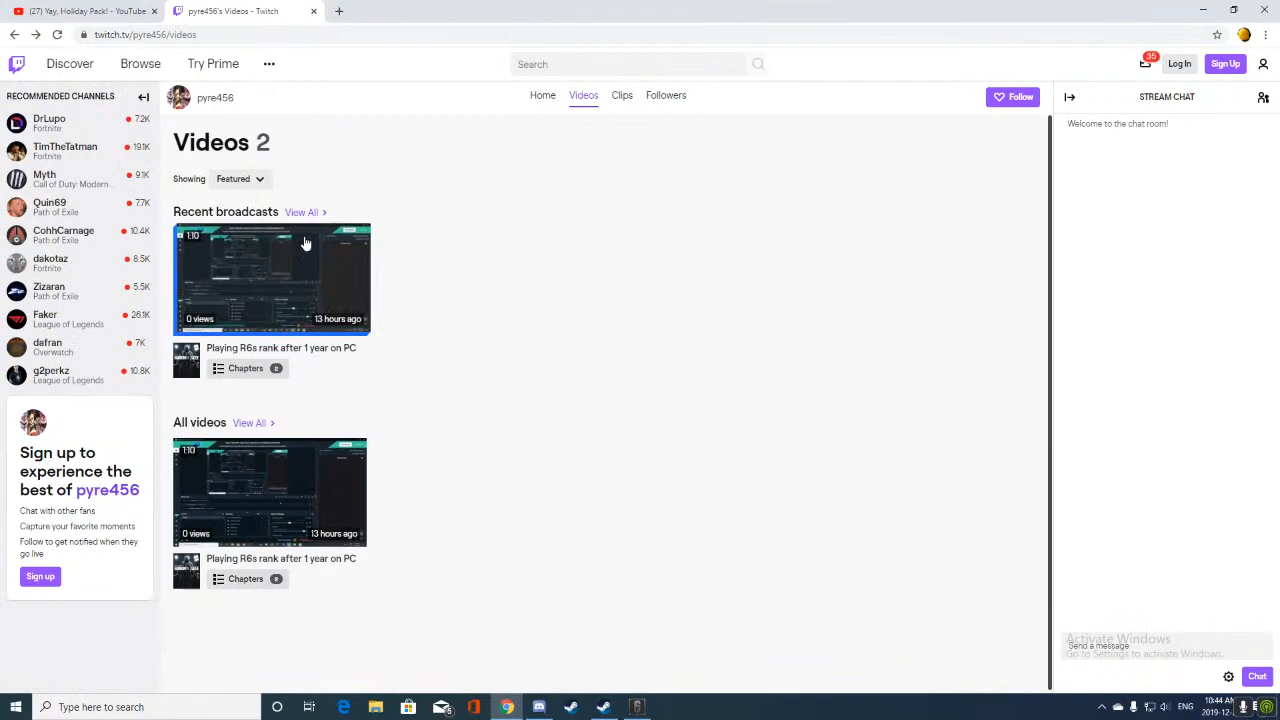 (27) Yay, Holiday Pack! - YouTube
pyre456's Videos - Twitch
twitch.tv/pyre456/videos
Discover
Browse
Try Prime
Search
35
Log In
Sign Up
RECOMMENDED CHANNELS
DrLupo
7.2K
Fortnite
TimTheTatman
19.1K
Fortnite
Myth
9.1K
Call of Duty: Modern ...
Quin69
7.7K
Path of Exile
CohhCarnage
10.4K
Path of Exile
dakotaz
8.5K
Fortnite
Zizaran
5.5K
Path of Exile
League of Legends
dafran
7K
Overwatch
g2perkz
10.8K
League of Legends
Sign up to
experience the
best of pyre456
Chat with other fans
Capture your favorite moments
Follow to get notified when they
go live
Sign up
pyre456
Home
Videos
Clips
Followers
Follow
Videos 2
Showing
Featured
Recent broadcasts
View All
1:10
0 views
13 hours ago
Playing R6s rank after 1 year on PC
Chapters
2
All videos
View All
1:10
0 views
13 hours ago
Playing R6s rank after 1 year on PC
Chapters
2
STREAM CHAT
Welcome to the chat room!
Activate Windows
Go to Settings to activate Windows.
Send a message
Chat
Type here to search
ENG
10:44 AM
2019-12-